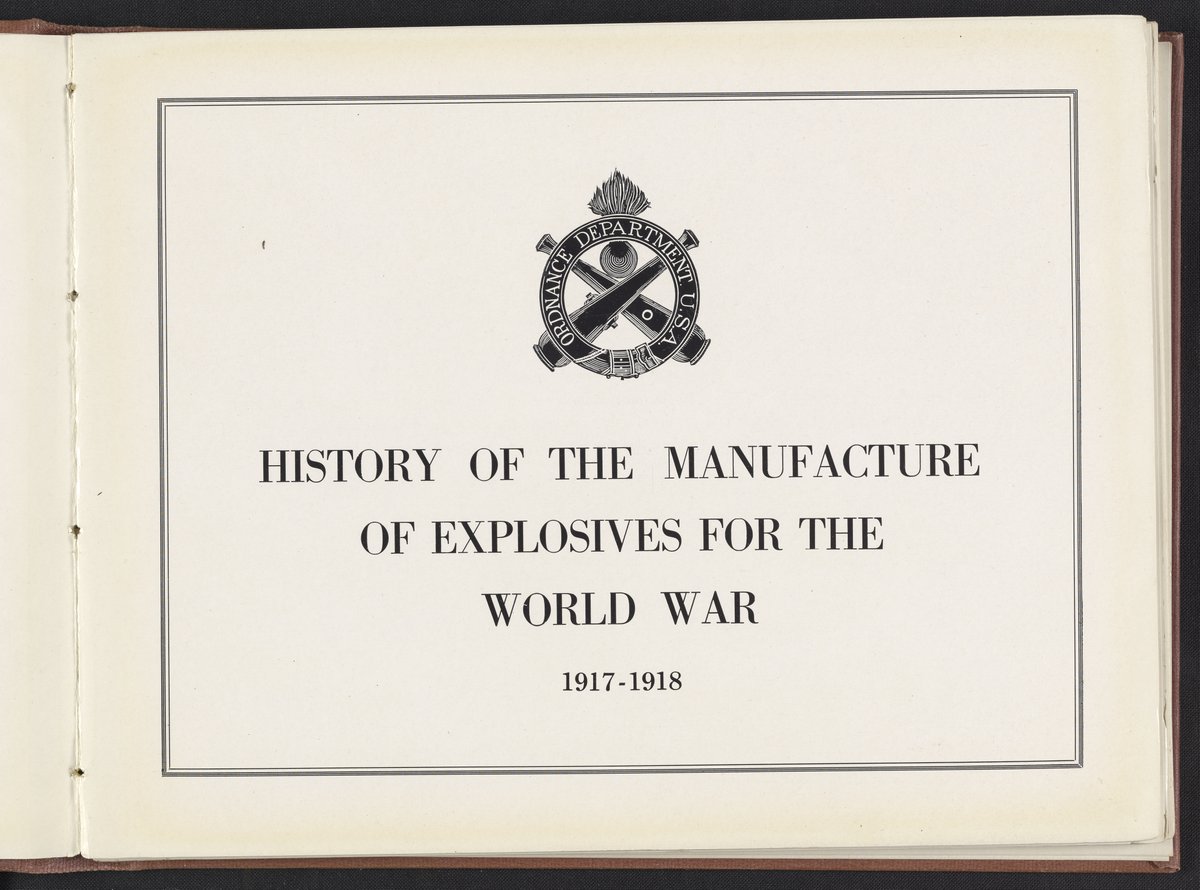 ORDNANCE DEPARTMENT U.S.A.
HISTORY OF THE MANUFACTURE
OF EXPLOSIVES FOR THE
WORLD WAR
1917-1918